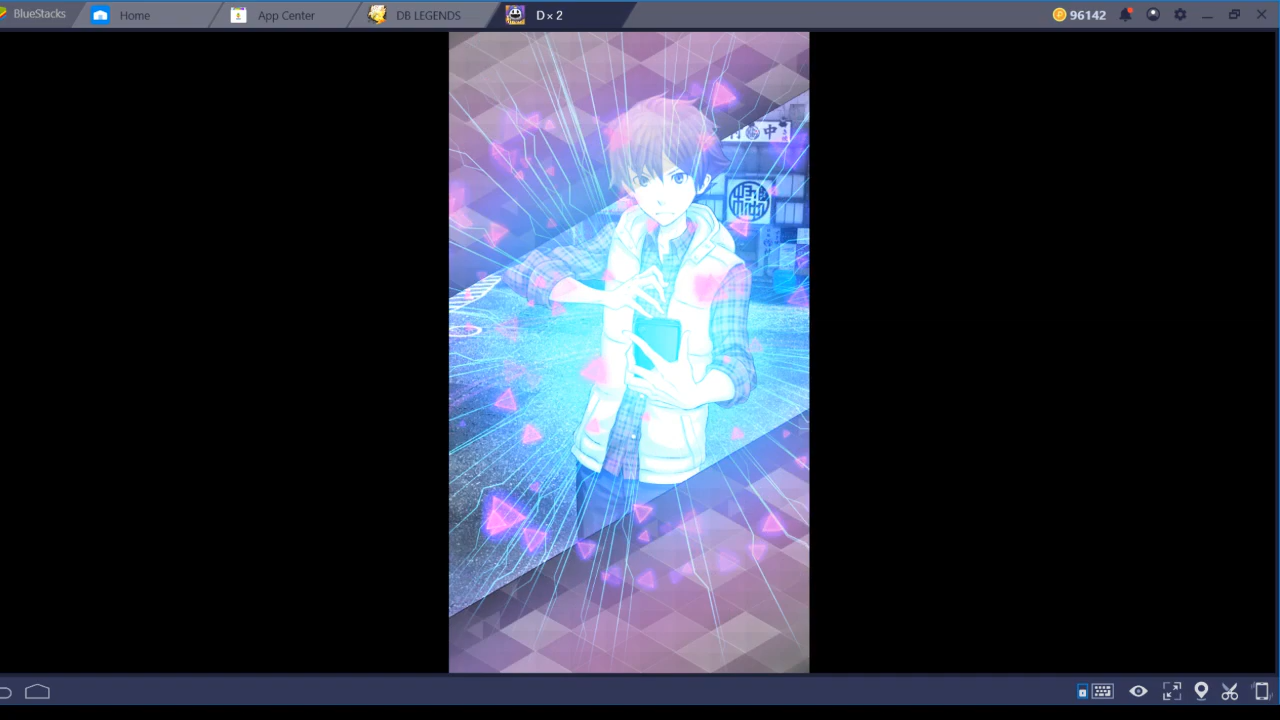 BlueStacks
Home
App Center
DB LEGENDS
D×2
96142
中